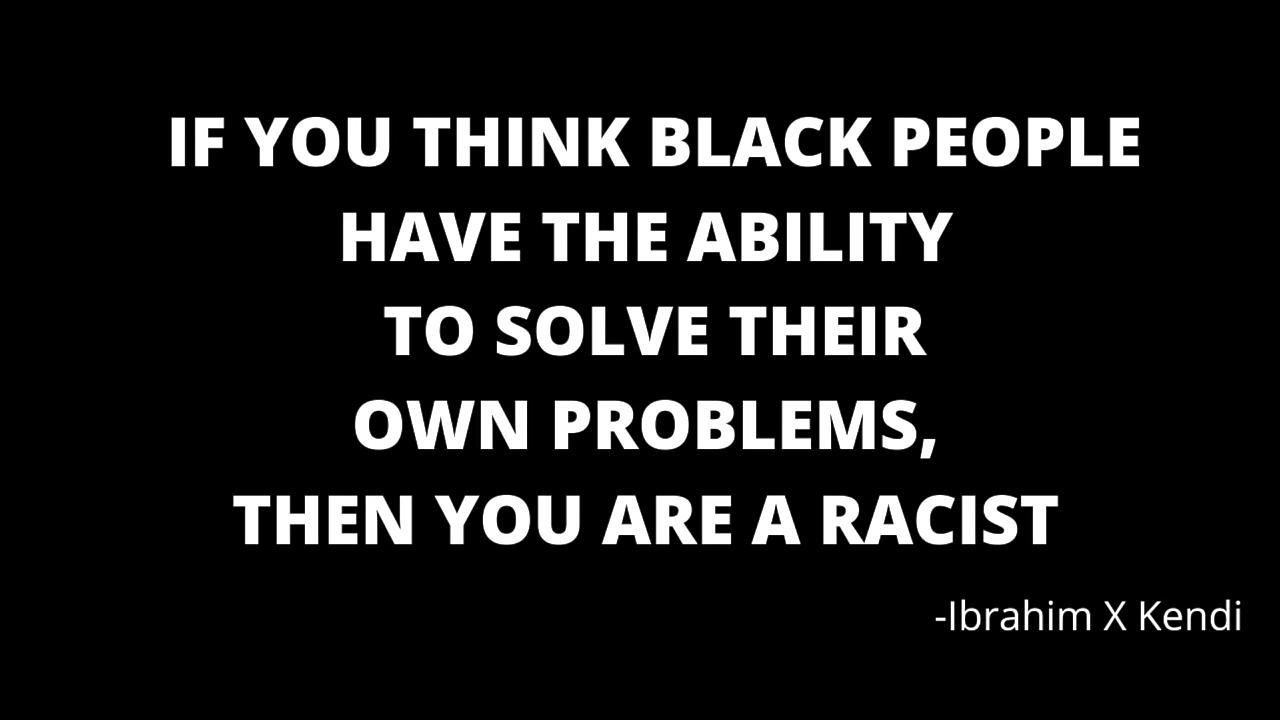 IF YOU THINK BLACK PEOPLE
HAVE THE ABILITY
TO SOLVE THEIR
OWN PROBLEMS,
THEN YOU ARE A RACIST
-Ibrahim X Kendi